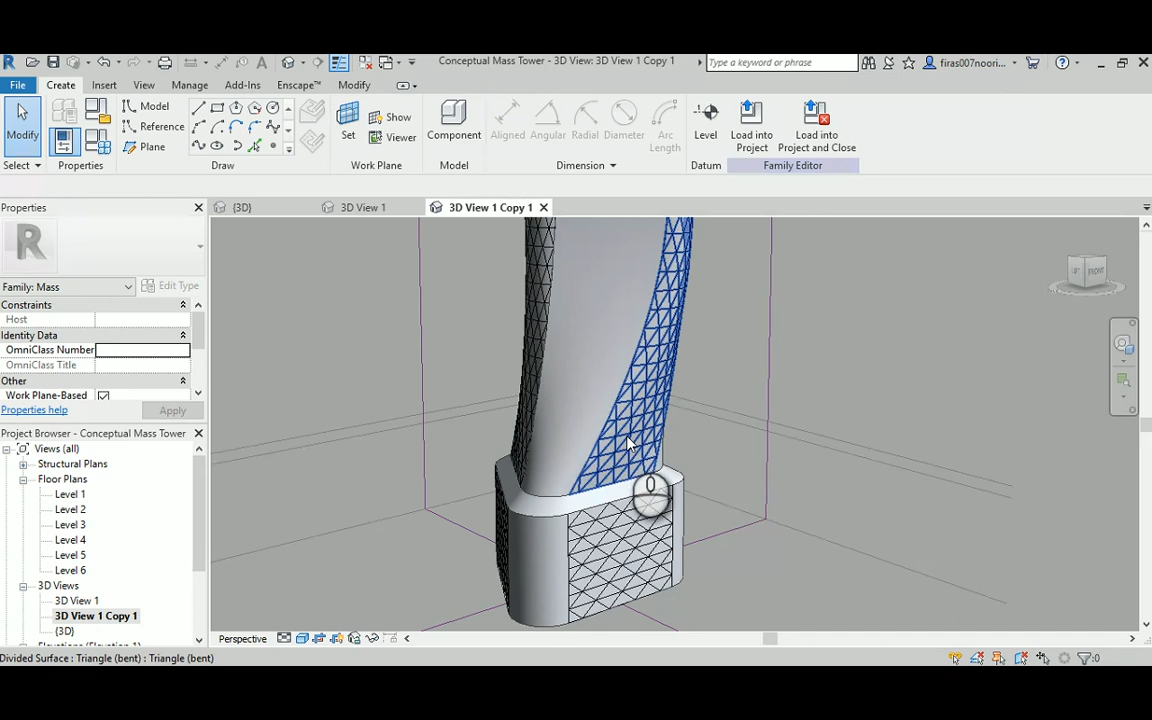 Conceptual Mass Tower - 3D View: 3D View 1 Copy 1
Type a keyword or phrase
firas007noori...
File Create Insert View Manage Add-Ins Enscape™ Modify
Modify
Model
Reference
Plane
Set
Show
Viewer
Component
Aligned Angular Radial Diameter Arc Length
Level
Load into Project
Load into Project and Close
Select Properties Draw Work Plane Model Dimension Datum Family Editor
Properties
{3D} 3D View 1 3D View 1 Copy 1
R
Family: Mass
Edit Type
Constraints
Host
Identity Data
OmniClass Number
OmniClass Title
Other
Work Plane-Based
Properties help
Apply
Project Browser - Conceptual Mass Tower
Views (all)
Structural Plans
Floor Plans
Level 1
Level 2
Level 3
Level 4
Level 5
Level 6
3D Views
3D View 1
3D View 1 Copy 1
{3D}
Elevations (Elevation 1)
FRONT
0
Perspective
Divided Surface : Triangle (bent) : Triangle (bent)
:0